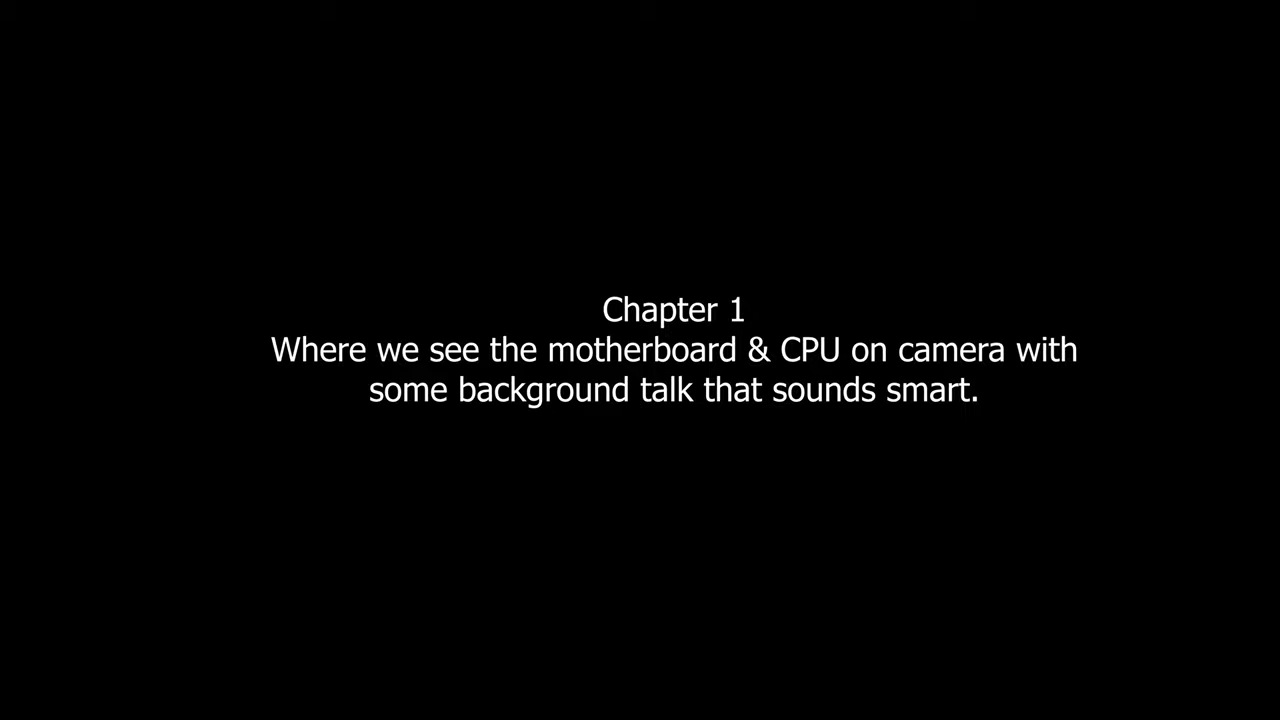 Chapter 1
Where we see the motherboard & CPU on camera with
some background talk that sounds smart.